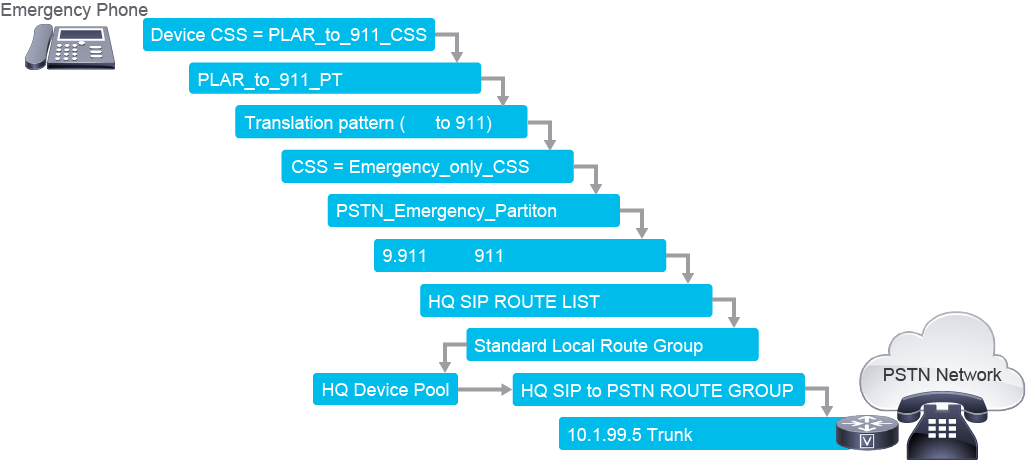 Emergency Phone
Device CSS = PLAR_to_911_CSS
PLAR_to_911_PT
Translation pattern (      to 911)
CSS = Emergency_only_CSS
PSTN_Emergency_Partiton
9.911          911
HQ SIP ROUTE LIST
Standard Local Route Group
HQ Device Pool
HQ SIP to PSTN ROUTE GROUP
10.1.99.5 Trunk
PSTN Network
V